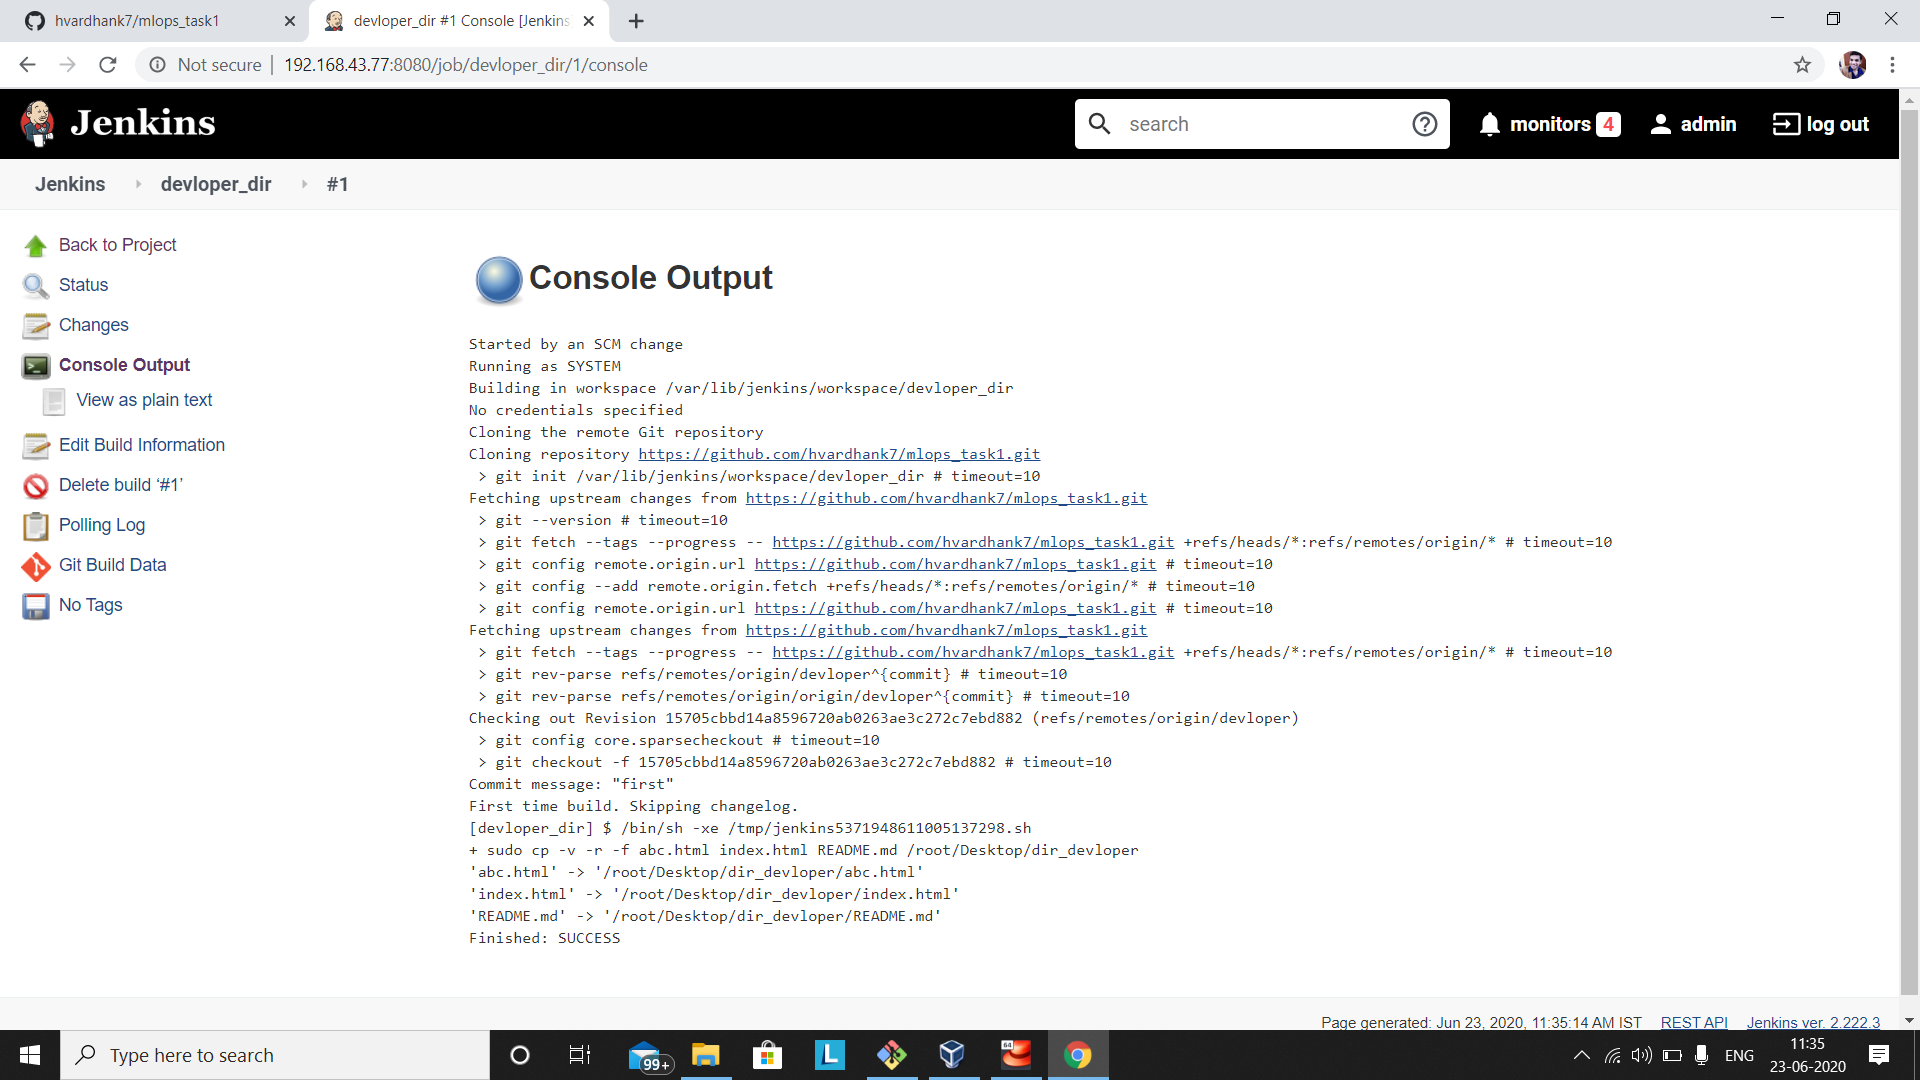 hvardhank7/mlops_task1
devloper_dir #1 Console [Jenkins
Not secure | 192.168.43.77:8080/job/devloper_dir/1/console
Jenkins
search
monitors 4
admin
log out
Jenkins
devloper_dir
#1
Back to Project
Status
Changes
Console Output
View as plain text
Edit Build Information
Delete build ‘#1’
Polling Log
Git Build Data
No Tags
Console Output
Started by an SCM change
Running as SYSTEM
Building in workspace /var/lib/jenkins/workspace/devloper_dir
No credentials specified
Cloning the remote Git repository
Cloning repository https://github.com/hvardhank7/mlops_task1.git
> git init /var/lib/jenkins/workspace/devloper_dir # timeout=10
Fetching upstream changes from https://github.com/hvardhank7/mlops_task1.git
> git --version # timeout=10
> git fetch --tags --progress -- https://github.com/hvardhank7/mlops_task1.git +refs/heads/*:refs/remotes/origin/* # timeout=10
> git config remote.origin.url https://github.com/hvardhank7/mlops_task1.git # timeout=10
> git config --add remote.origin.fetch +refs/heads/*:refs/remotes/origin/* # timeout=10
> git config remote.origin.url https://github.com/hvardhank7/mlops_task1.git # timeout=10
Fetching upstream changes from https://github.com/hvardhank7/mlops_task1.git
> git fetch --tags --progress -- https://github.com/hvardhank7/mlops_task1.git +refs/heads/*:refs/remotes/origin/* # timeout=10
> git rev-parse refs/remotes/origin/devloper^{commit} # timeout=10
> git rev-parse refs/remotes/origin/origin/devloper^{commit} # timeout=10
Checking out Revision 15705cbbd14a8596720ab0263ae3c272c7ebd882 (refs/remotes/origin/devloper)
> git config core.sparsecheckout # timeout=10
> git checkout -f 15705cbbd14a8596720ab0263ae3c272c7ebd882 # timeout=10
Commit message: "first"
First time build. Skipping changelog.
[devloper_dir] $ /bin/sh -xe /tmp/jenkins5371948611005137298.sh
+ sudo cp -v -r -f abc.html index.html README.md /root/Desktop/dir_devloper
'abc.html' -> '/root/Desktop/dir_devloper/abc.html'
'index.html' -> '/root/Desktop/dir_devloper/index.html'
'README.md' -> '/root/Desktop/dir_devloper/README.md'
Finished: SUCCESS
Page generated: Jun 23, 2020, 11:35:14 AM IST REST API Jenkins ver. 2.222.3
Type here to search
99+
L
64
ENG
11:35
23-06-2020